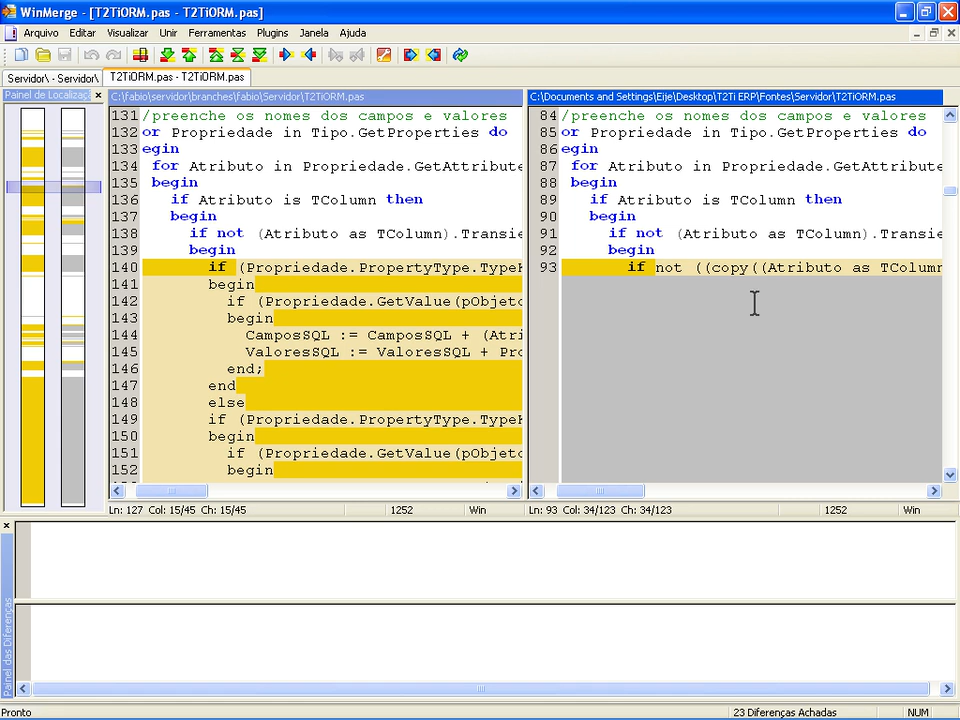 WinMerge - [T2TiORM.pas - T2TiORM.pas]
Arquivo Editar Visualizar Unir Ferramentas Plugins Janela Ajuda
Servidor\ - Servidor\ T2TiORM.pas - T2TiORM.pas
Painel de Localizaçã
C:\fabio\servidor\branches\fabio\Servidor\T2TiORM.pas
131 /preenche os nomes dos campos e valores
132 or Propriedade in Tipo.GetProperties do
133 egin
134 for Atributo in Propriedade.GetAttribute
135 begin
136 if Atributo is TColumn then
137 begin
138 if not (Atributo as TColumn).Transie
139 begin
140 if (Propriedade.PropertyType.TypeK
141 begin
142 if (Propriedade.GetValue(pObjeto
143 begin
144 CamposSQL := CamposSQL + (Atri
145 ValoresSQL := ValoresSQL + Pro
146 end;
147 end
148 else
149 if (Propriedade.PropertyType.TypeK
150 begin
151 if (Propriedade.GetValue(pObjeto
152 begin
Ln: 127 Col: 15/45 Ch: 15/45 1252 Win
C:\Documents and Settings\Eije\Desktop\T2Ti ERP\Fontes\Servidor\T2TiORM.pas
84 /preenche os nomes dos campos e valores
85 or Propriedade in Tipo.GetProperties do
86 egin
87 for Atributo in Propriedade.GetAttribute
88 begin
89 if Atributo is TColumn then
90 begin
91 if not (Atributo as TColumn).Transie
92 begin
93 if not ((copy((Atributo as TColumn
Ln: 93 Col: 34/123 Ch: 34/123 1252 Win
Painel das Diferenças
Pronto 23 Diferenças Achadas NUM